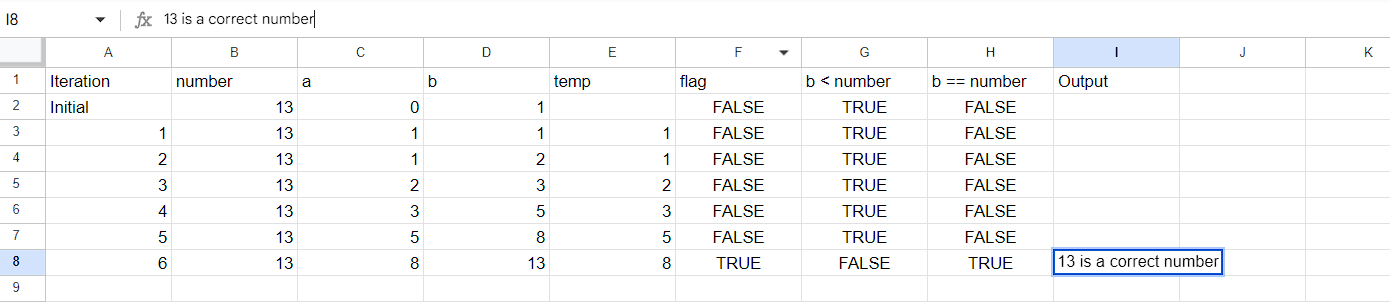 I8 fx 13 is a correct number
A B C D E F G H I J K
1 Iteration number a b temp flag b < number b == number Output
2 Initial 13 0 1 FALSE TRUE FALSE
3 1 13 1 1 1 FALSE TRUE FALSE
4 2 13 1 2 1 FALSE TRUE FALSE
5 3 13 2 3 2 FALSE TRUE FALSE
6 4 13 3 5 3 FALSE TRUE FALSE
7 5 13 5 8 5 FALSE TRUE FALSE
8 6 13 8 13 8 TRUE FALSE TRUE 13 is a correct number
9